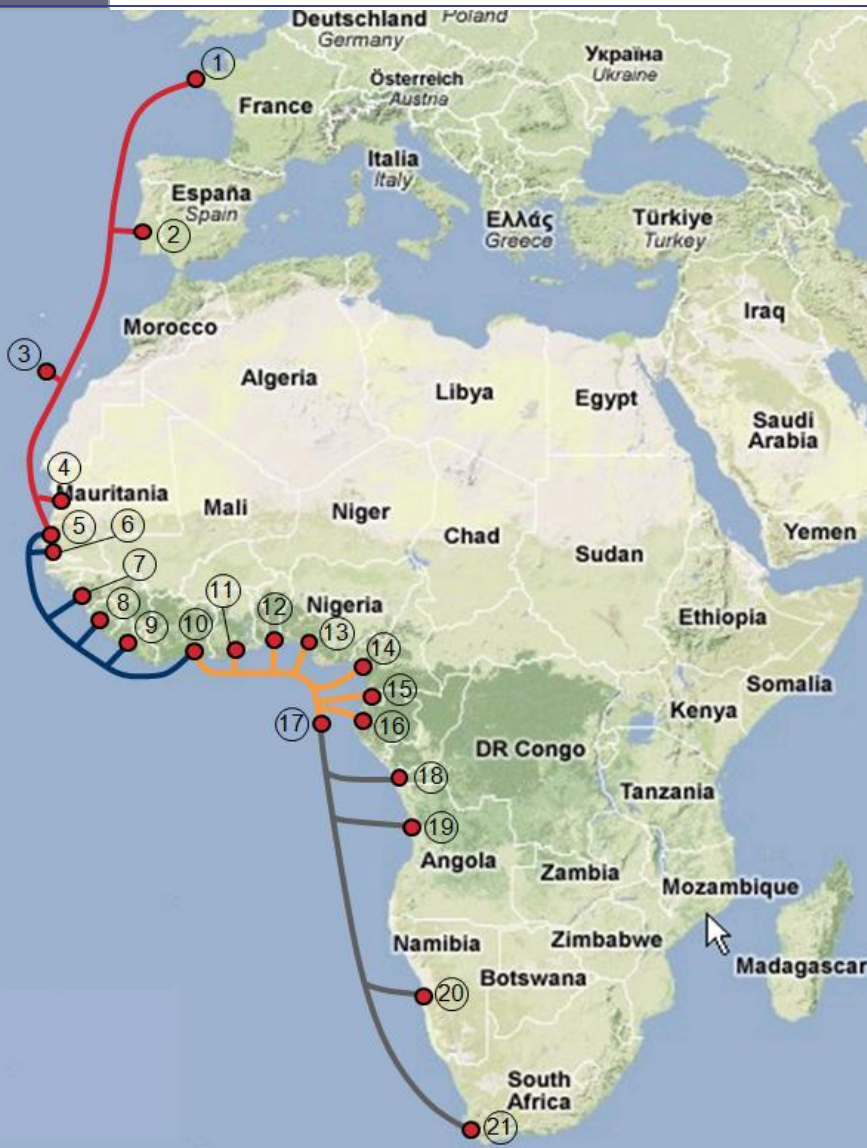 Deutschland
Germany
Poland
Україна
Ukraine
1
Österreich
Austria
France
Italia
Italy
España
Spain
2
Ελλάς
Greece
Türkiye
Turkey
Iraq
Morocco
3
Algeria
Libya
Egypt
Saudi
Arabia
4
Mauritania
Mali
Niger
Chad
Sudan
Yemen
5
6
7
8
9
10
11
12
13
Nigeria
Ethiopia
14
15
16
17
Somalia
Kenya
DR Congo
18
Tanzania
19
Angola
Zambia
Mozambique
Namibia
Zimbabwe
Madagascar
20
Botswana
South
Africa
21